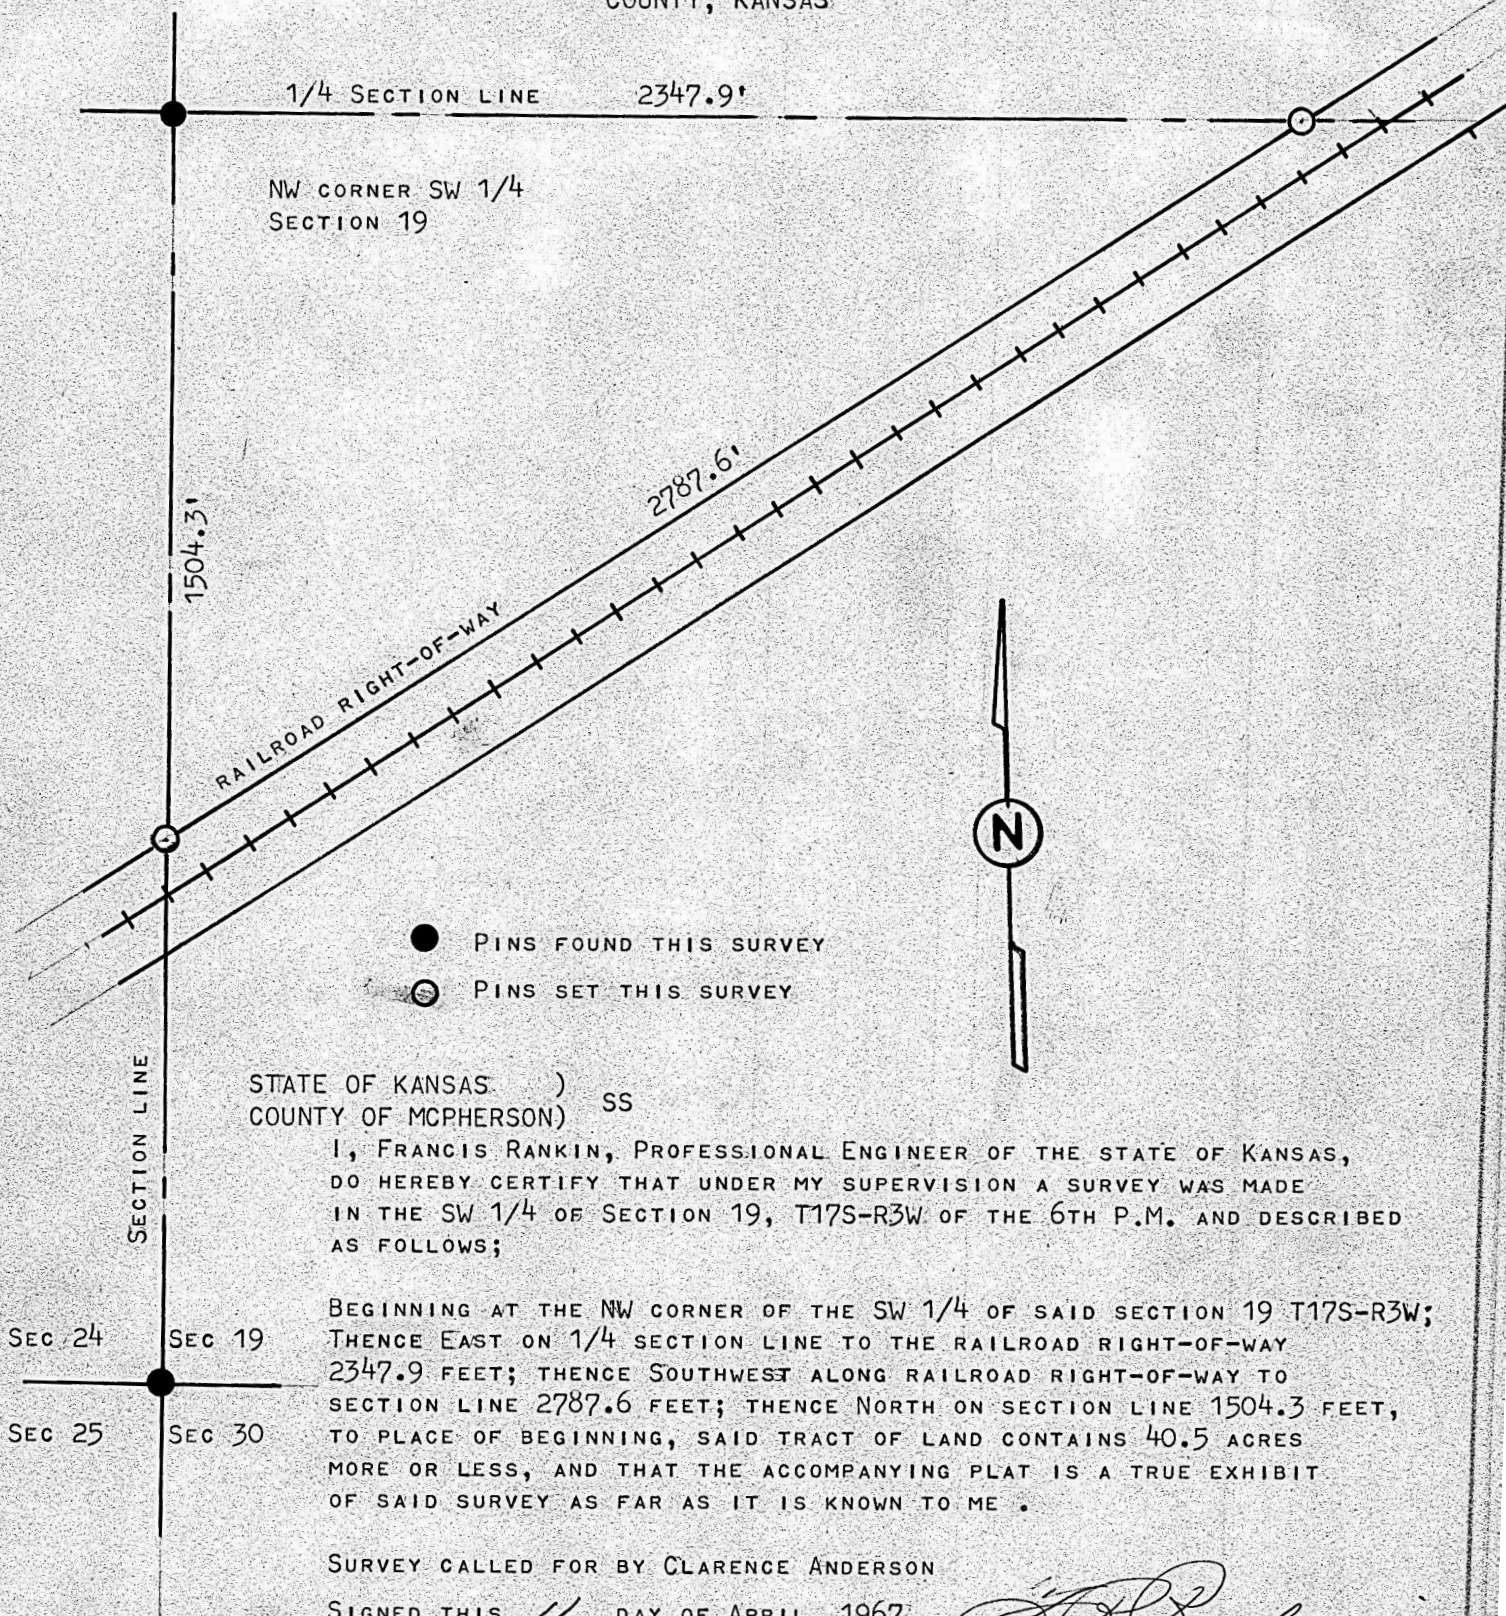 COUNTY, KANSAS
1/4 SECTION LINE 2347.9'
NW CORNER SW 1/4
SECTION 19
1504.3'
2787.6'
RAILROAD RIGHT-OF-WAY
N
PINS FOUND THIS SURVEY
PINS SET THIS SURVEY
SECTION LINE
STATE OF KANSAS )
COUNTY OF MCPHERSON) SS
I, FRANCIS RANKIN, PROFESSIONAL ENGINEER OF THE STATE OF KANSAS,
DO HEREBY CERTIFY THAT UNDER MY SUPERVISION A SURVEY WAS MADE
IN THE SW 1/4 OF SECTION 19, T17S-R3W OF THE 6TH P.M. AND DESCRIBED
AS FOLLOWS;
BEGINNING AT THE NW CORNER OF THE SW 1/4 OF SAID SECTION 19 T17S-R3W;
THENCE EAST ON 1/4 SECTION LINE TO THE RAILROAD RIGHT-OF-WAY
2347.9 FEET; THENCE SOUTHWEST ALONG RAILROAD RIGHT-OF-WAY TO
SECTION LINE 2787.6 FEET; THENCE NORTH ON SECTION LINE 1504.3 FEET,
TO PLACE OF BEGINNING, SAID TRACT OF LAND CONTAINS 40.5 ACRES
MORE OR LESS, AND THAT THE ACCOMPANYING PLAT IS A TRUE EXHIBIT
OF SAID SURVEY AS FAR AS IT IS KNOWN TO ME .
SEC 24 SEC 19
SEC 25 SEC 30
SURVEY CALLED FOR BY CLARENCE ANDERSON
SIGNED THIS 11 DAY OF APRIL 1967